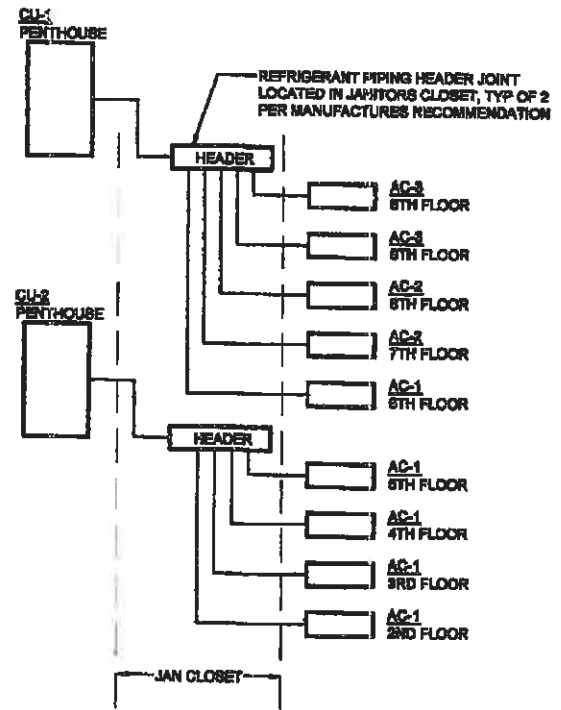 CU-1
PENTHOUSE
REFRIGERANT PIPING HEADER JOINT
LOCATED IN JANITORS CLOSET, TYP OF 2
PER MANUFACTURES RECOMMENDATION
HEADER
AC-3
FLOOR
AC-3
FLOOR
AC-2
FLOOR
CU-2
PENTHOUSE
AC-2
7TH FLOOR
AC-1
6TH FLOOR
HEADER
AC-1
5TH FLOOR
AC-1
4TH FLOOR
AC-1
3RD FLOOR
AC-1
2ND FLOOR
JAN CLOSET